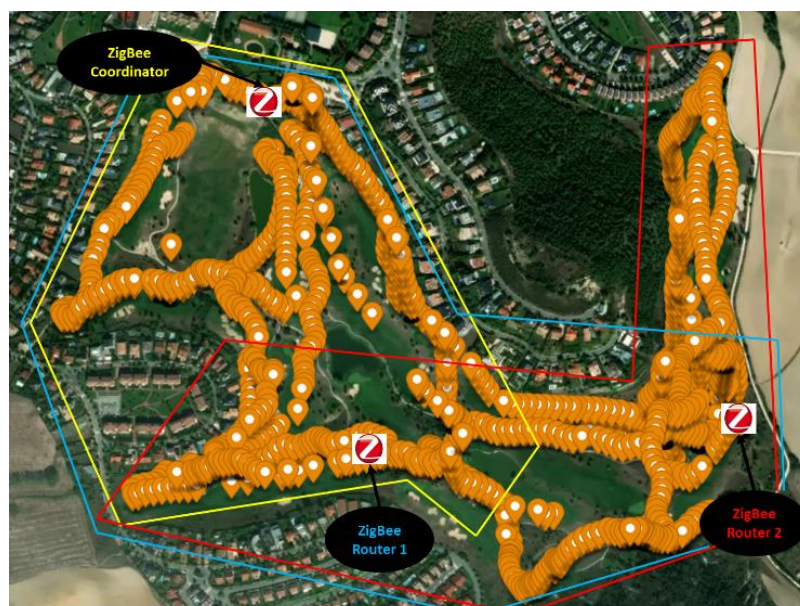 ZigBee
Coordinator
Z
Z
Z
ZigBee
Router 1
ZigBee
Router 2